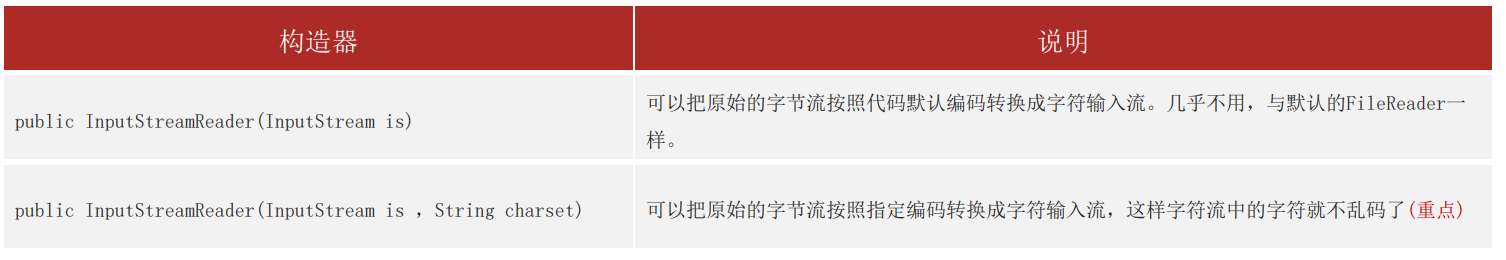 构造器
说明
public InputStreamReader(InputStream is)
可以把原始的字节流按照代码默认编码转换成字符输入流。几乎不用，与默认的FileReader一
样。
public InputStreamReader(InputStream is ，String charset)
可以把原始的字节流按照指定编码转换成字符输入流，这样字符流中的字符就不乱码了(重点)